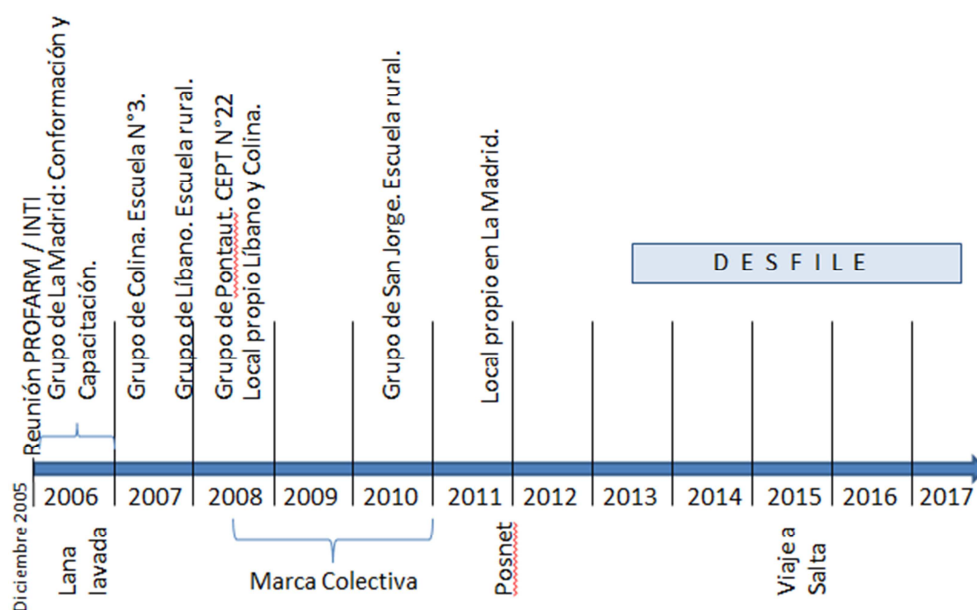 Reunión PROFARM / INTI
Grupo de La Madrid: Conformación y
Capacitación.
Grupo de Colina. Escuela N°3.
Grupo de Líbano. Escuela rural.
Grupo de Pontaut. CEPT N°22
Local propio Líbano y Colina.
Grupo de San Jorge. Escuela rural.
Local propio en La Madrid.
DESFILE
Diciembre 2005
2006
2007
2008
2009
2010
2011
2012
2013
2014
2015
2016
2017
Lana
lavada
Marca Colectiva
Posnet
Viaje a
Salta